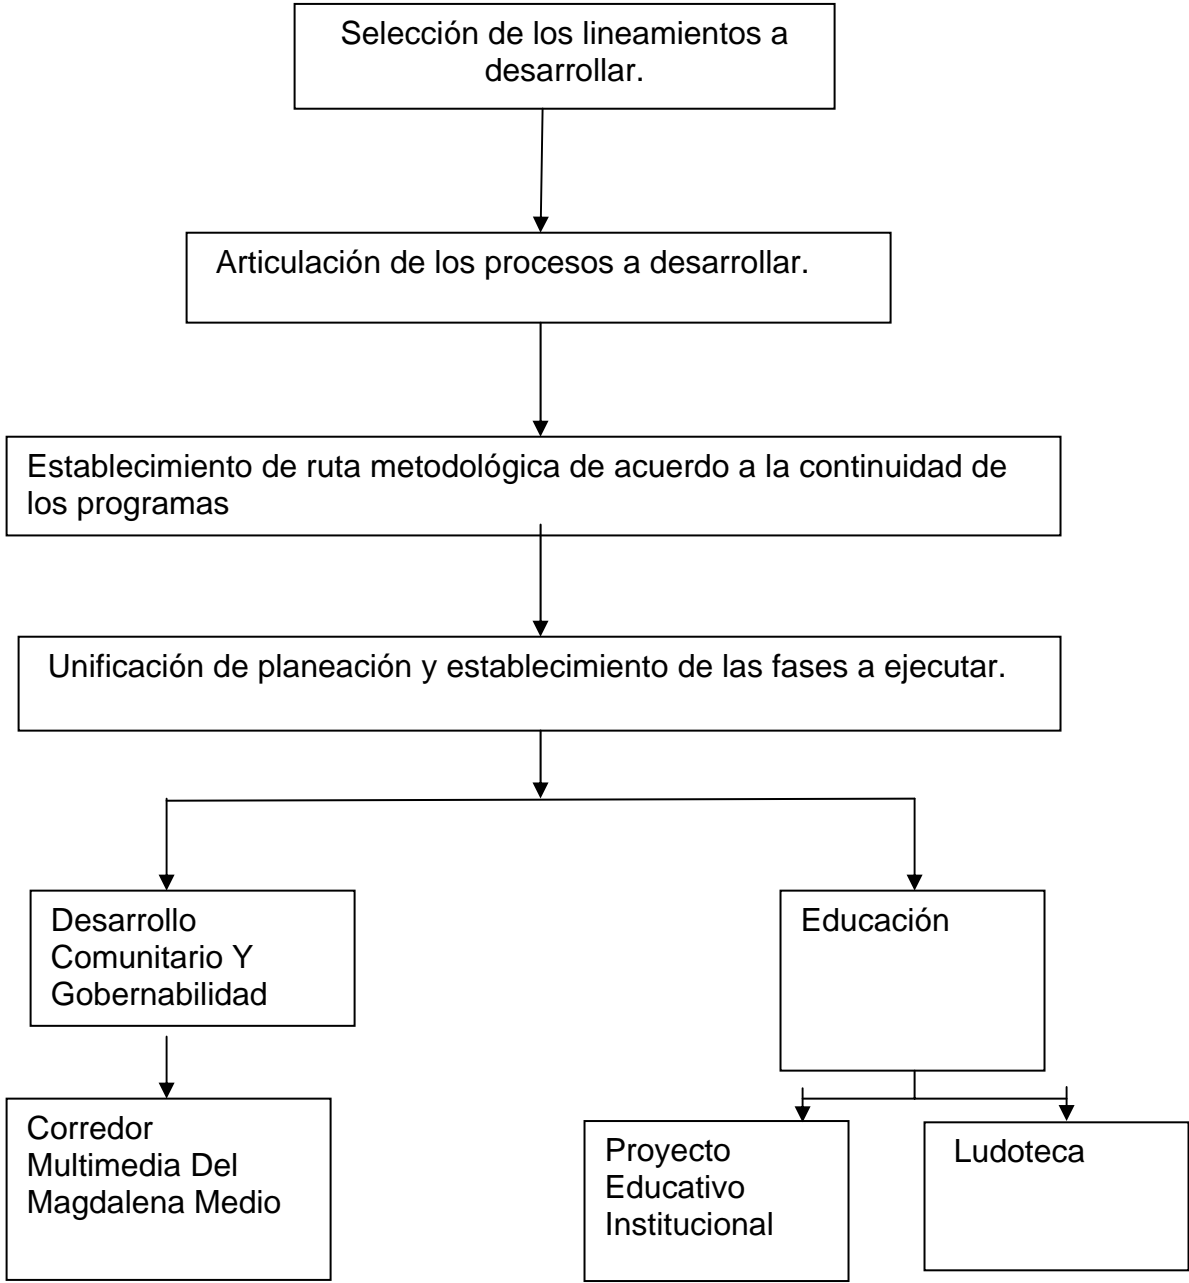 Selección de los lineamientos a
desarrollar.
Articulación de los procesos a desarrollar.
Establecimiento de ruta metodológica de acuerdo a la continuidad de
los programas
Unificación de planeación y establecimiento de las fases a ejecutar.
Desarrollo
Comunitario Y
Gobernabilidad
Educación
Corredor
Multimedia Del
Magdalena Medio
Proyecto
Educativo
Institucional
Ludoteca